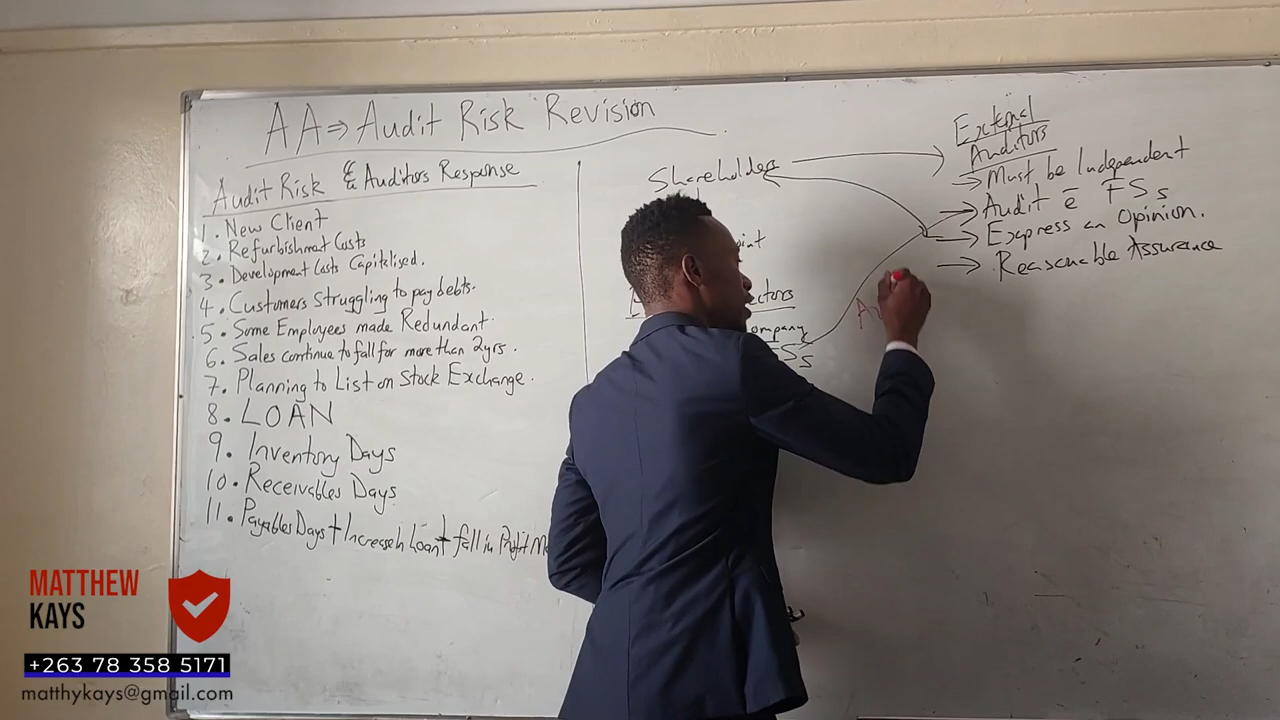 AA⇒ Audit Risk Revision
Audit Risk & Auditors Response
1. New Client
2. Refurbishment Costs
3. Development Costs Capitalised.
4. Customers Struggling to pay debts.
5. Some Employees made Redundant.
6. Sales continue to fall for more than 2yrs.
7. Planning to List on Stock Exchange.
8. LOAN
9. Inventory Days
10. Receivables Days
11. Payables Days + Increase in Loan + fall in Profit M
Shareholders
oint
ectors
ompany
Ss
A
External
Auditors
→ Must be Independent
→ Audit ē FSs
→ Express an Opinion.
→ Reasonable Assurance
MATTHEW
KAYS
+263 78 358 5171
matthykays@gmail.com